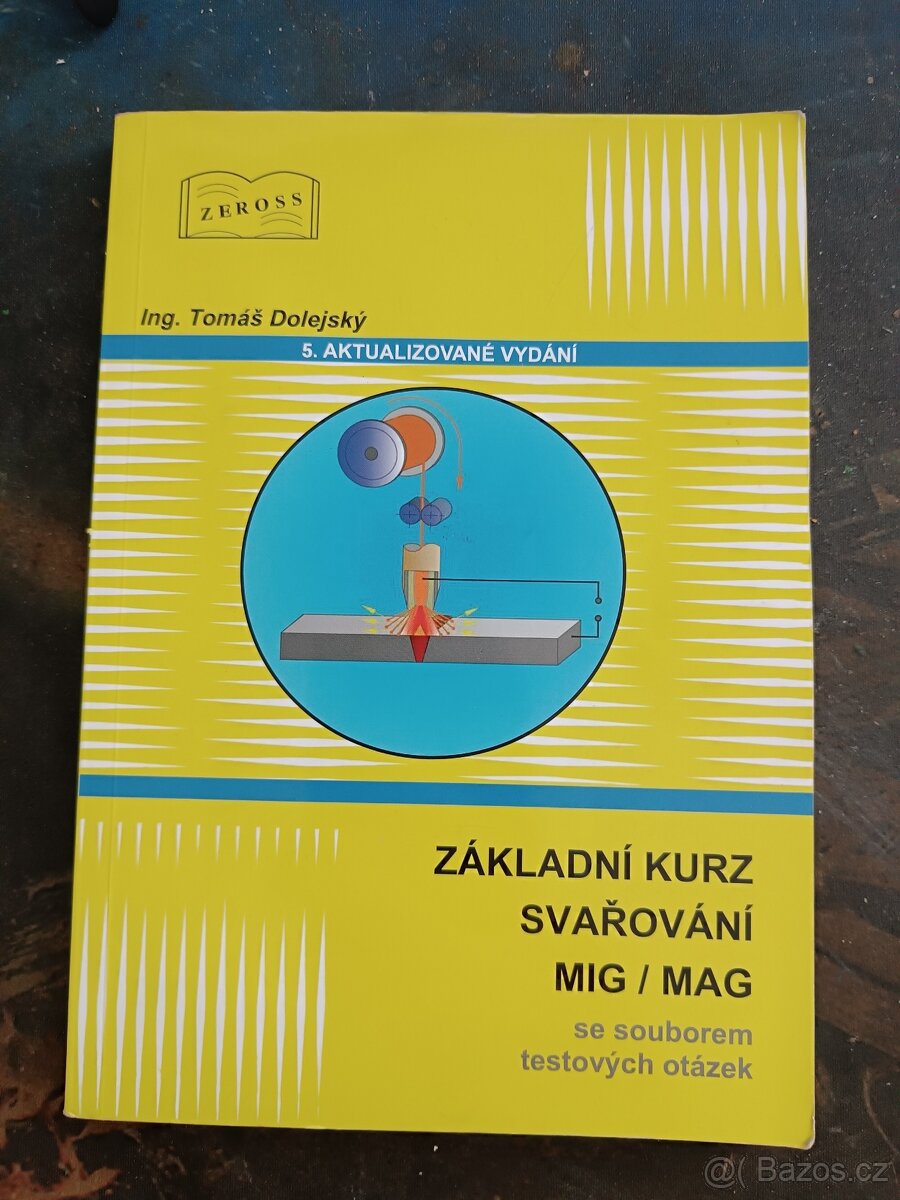 ZEROSS
Ing. Tomáš Dolejský
5. AKTUALIZOVANÉ VYDÁNÍ
ZÁKLADNÍ KURZ
SVAŘOVÁNÍ
MIG / MAG
se souborem
testových otázek
@( Bazos.cz